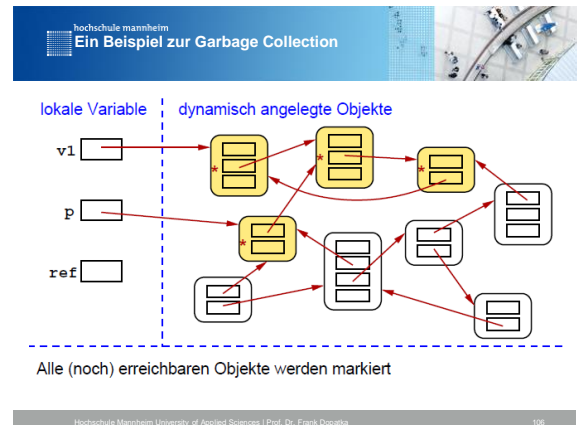 hochschule mannheim
Ein Beispiel zur Garbage Collection
lokale Variable
dynamisch angelegte Objekte
v1
*
*
*
p
*
ref
Alle (noch) erreichbaren Objekte werden markiert
Hochschule Mannheim University of Applied Sciences | Prof. Dr. Frank Dopatka
106